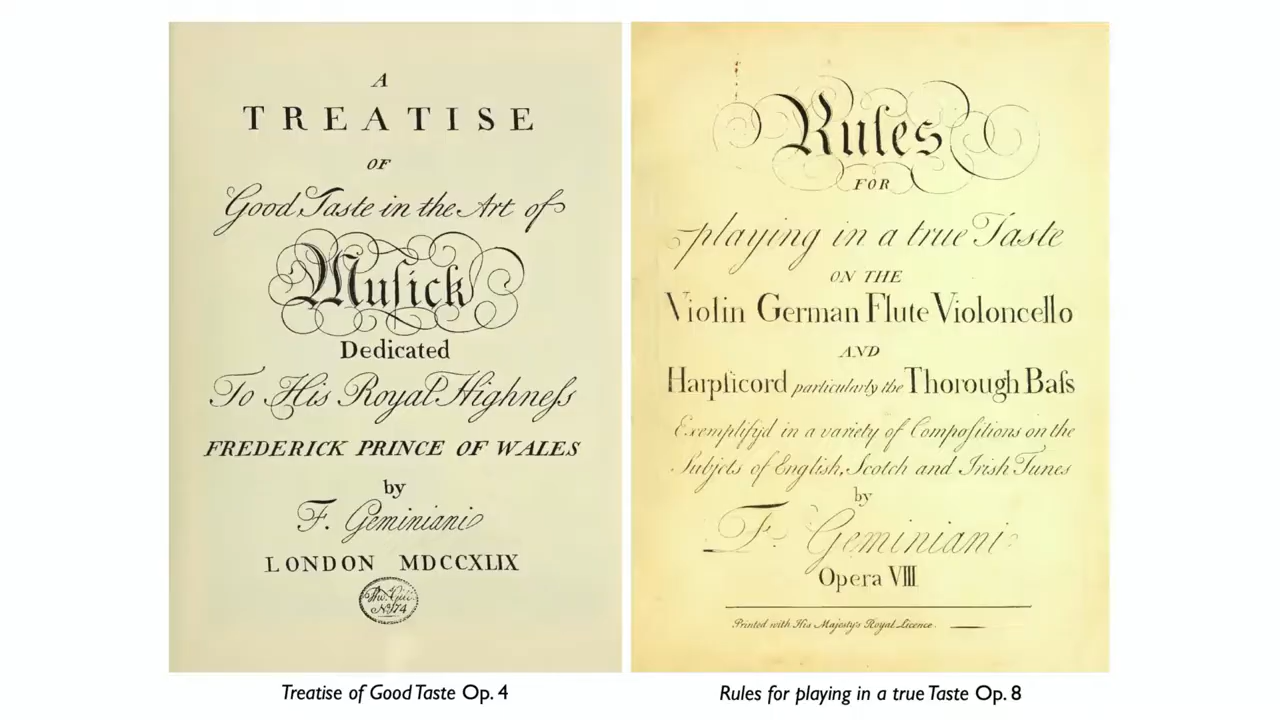 A
TREATISE
OF
Good Taste in the Art of
Muſick
Dedicated
To His Royal Highneſs
FREDERICK PRINCE OF WALES
by
F. Geminiani
LONDON MDCCXLIX
No. 74
Treatise of Good Taste Op. 4
Rules
FOR
playing in a true Taste
ON THE
Violin German Flute Violoncello
AND
Harpſicord particularly the Thorough Baſs
Exemplify'd in a variety of Compoſitions on the
Subjets of Engliſh, Scotch and Iriſh Tunes
by
F. Geminiani
Opera VIII
Printed with His Majeſty's Royal Licence.
Rules for playing in a true Taste Op. 8